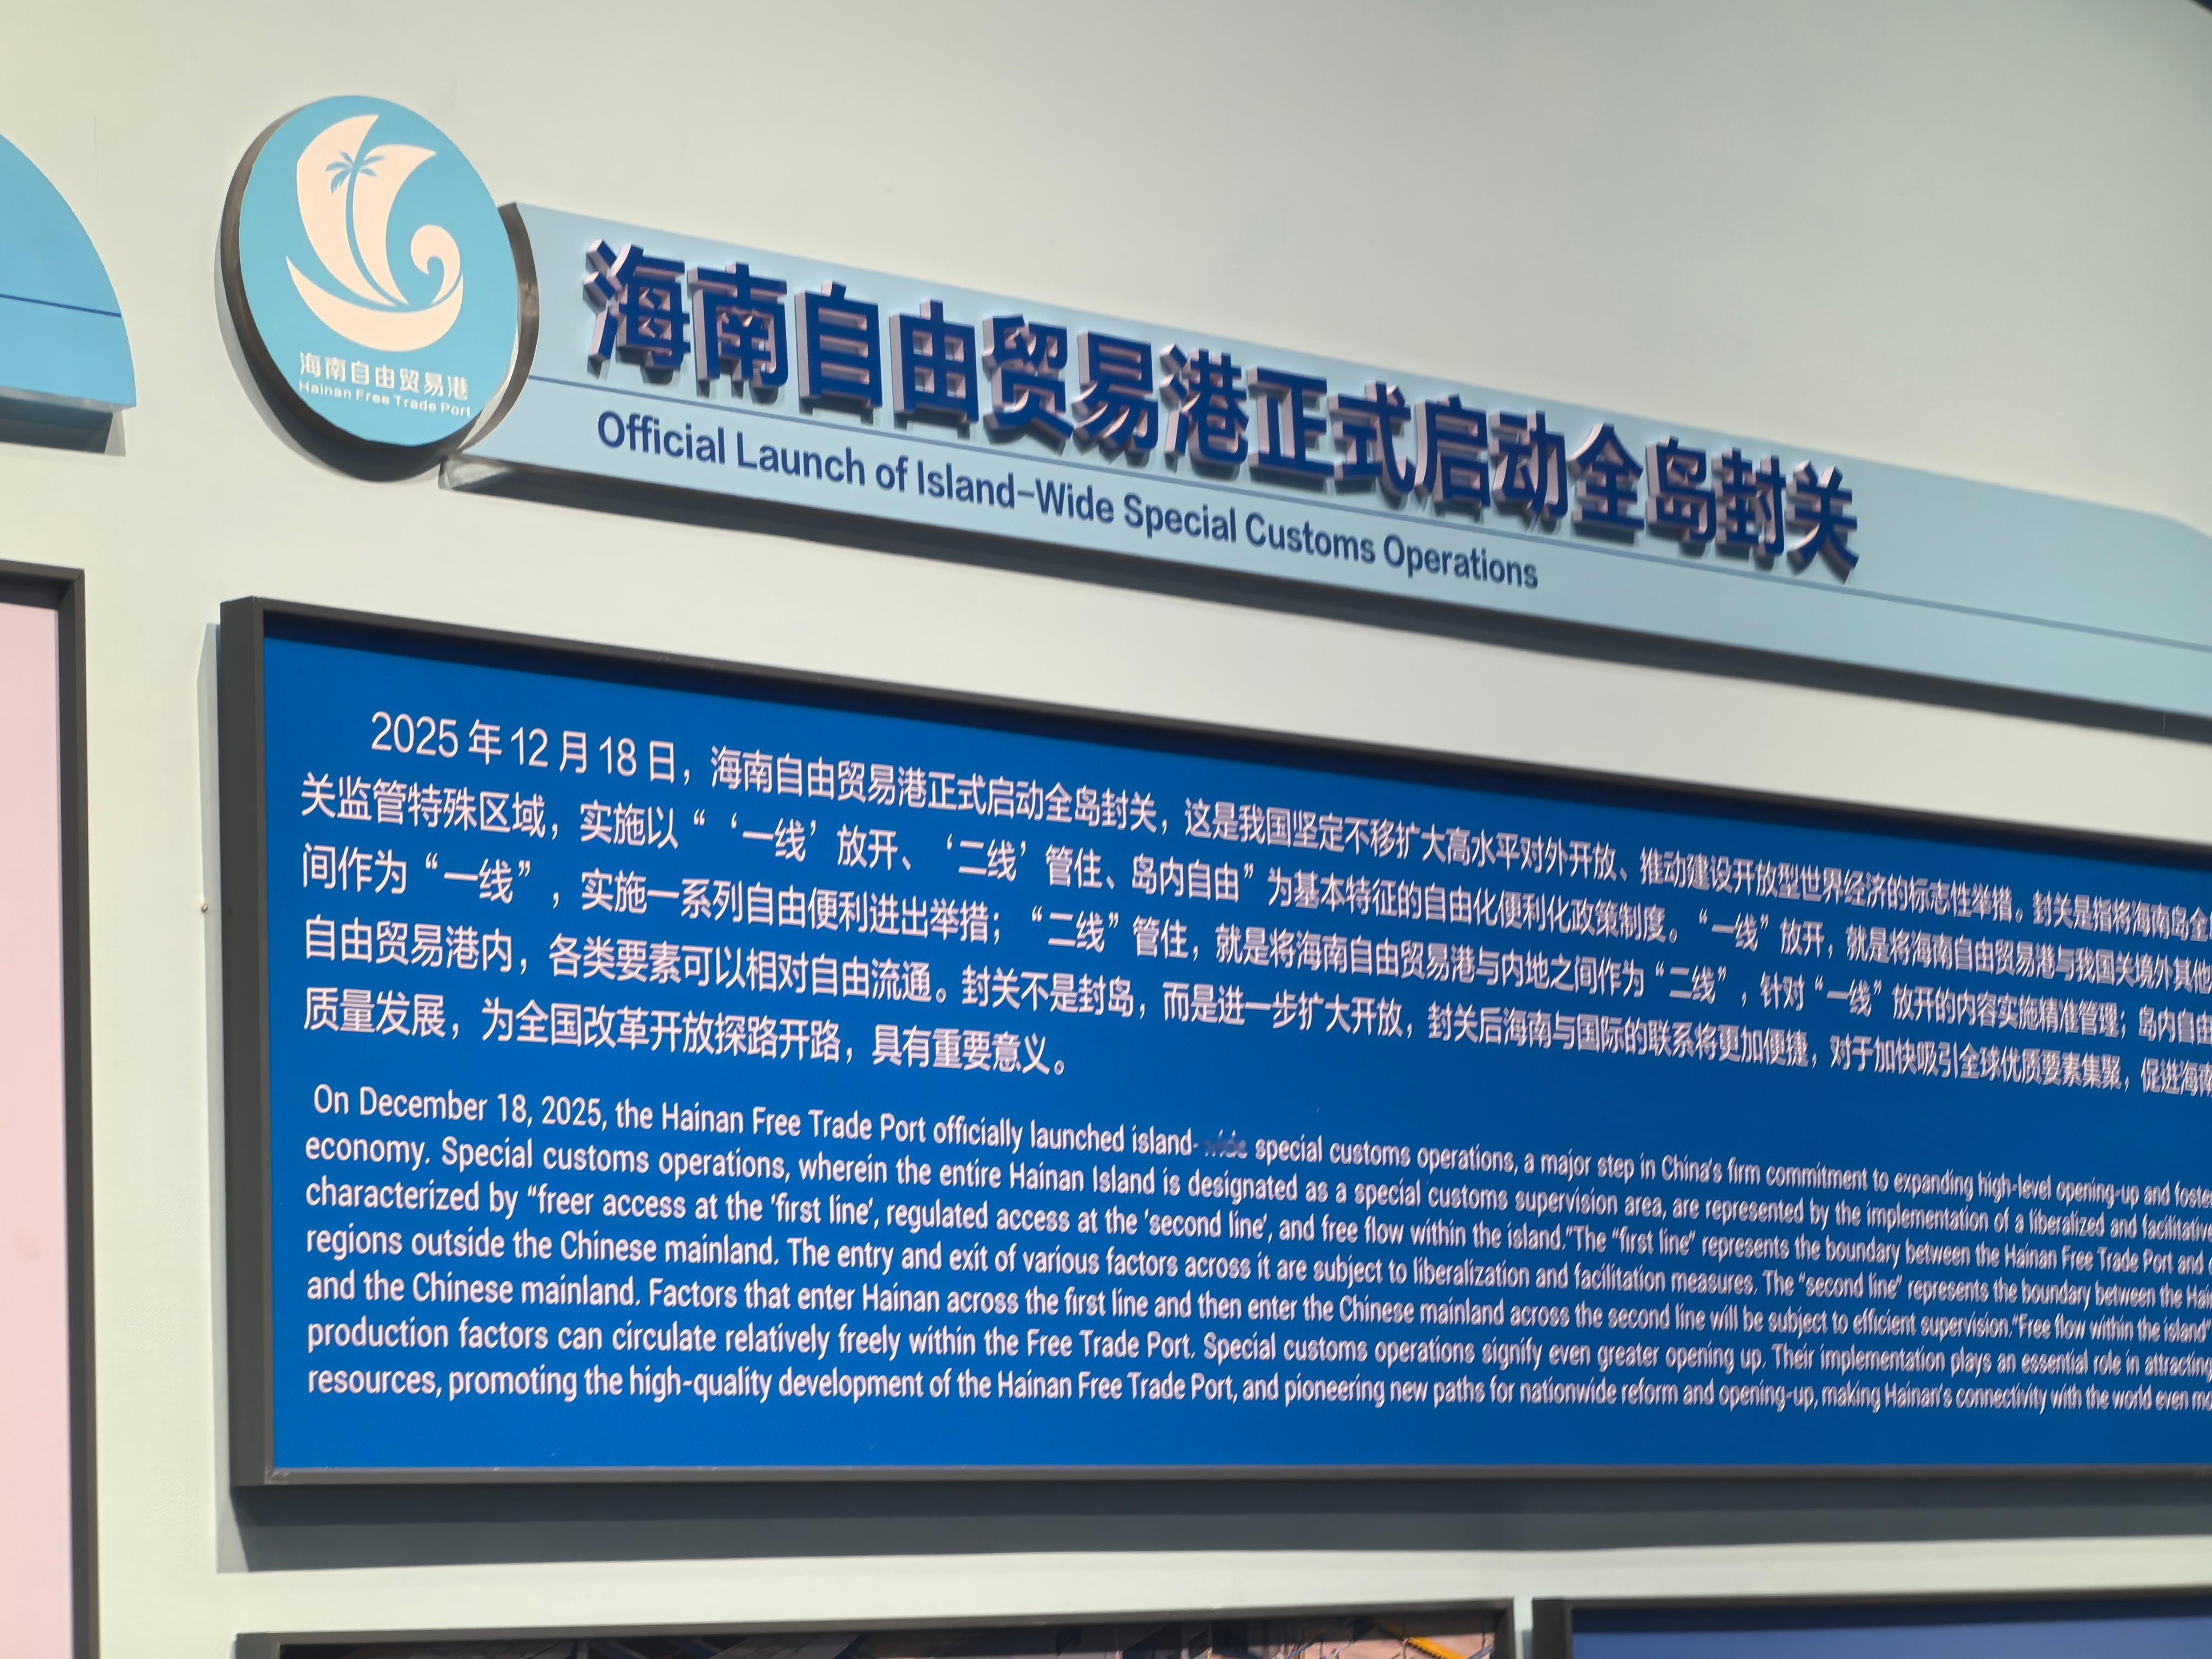 海南自由贸易港
Hainan Free Trade Port
海南自由贸易港正式启动全岛封关
Official Launch of Island-Wide Special Customs Operations
2025年12月18日，海南自由贸易港正式启动全岛封关，这是我国坚定不移扩大高水平对外开放、推动建设开放型世界经济的标志性举措。封关是指将海南岛全
关监管特殊区域，实施以“‘一线’放开、‘二线’管住、岛内自由”为基本特征的自由化便利化政策制度。“一线”放开，就是将海南自由贸易港与我国关境外其他
间作为“一线”，实施一系列自由便利进出举措；“二线”管住，就是将海南自由贸易港与内地之间作为“二线”，针对“一线”放开的内容实施精准管理；岛内自由
自由贸易港内，各类要素可以相对自由流通。封关不是封岛，而是进一步扩大开放，封关后海南与国际的联系将更加便捷，对于加快吸引全球优质要素集聚，促进海南
质量发展，为全国改革开放探路开路，具有重要意义。
On December 18, 2025, the Hainan Free Trade Port officially launched island- special customs operations, a major step in China's firm commitment to expanding high-level opening-up and
economy. Special customs operations, wherein the entire Hainan Island is designated as a special customs supervision area, are represented by the implementation of a liberalized and
characterized by "freer access at the 'first line', regulated access at the 'second line', and free flow within the island."The "first line" represents the boundary between the Hainan Free Trade Port and
regions outside the Chinese mainland. The entry and exit of various factors across it are subject to liberalization and facilitation measures. The "second line" represents the boundary between the
and the Chinese mainland. Factors that enter Hainan across the first line and then enter the Chinese mainland across the second line will be subject to efficient supervision."Free flow within the island"
production factors can circulate relatively freely within the Free Trade Port. Special customs operations signify even greater opening up. Their implementation plays an essential role in
resources, promoting the high-quality development of the Hainan Free Trade Port, and pioneering new paths for nationwide reform and opening-up, making Hainan's connectivity with the world even